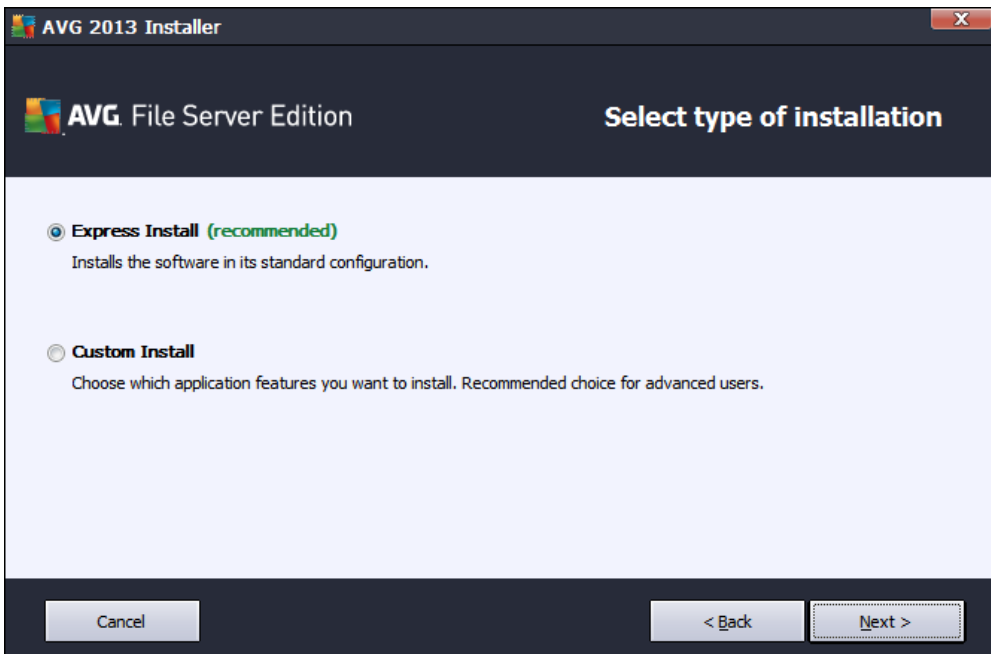 AVG 2013 Installer
X
AVG. File Server Edition
Select type of installation
Express Install (recommended)
Installs the software in its standard configuration.
Custom Install
Choose which application features you want to install. Recommended choice for advanced users.
Cancel
< Back
Next >